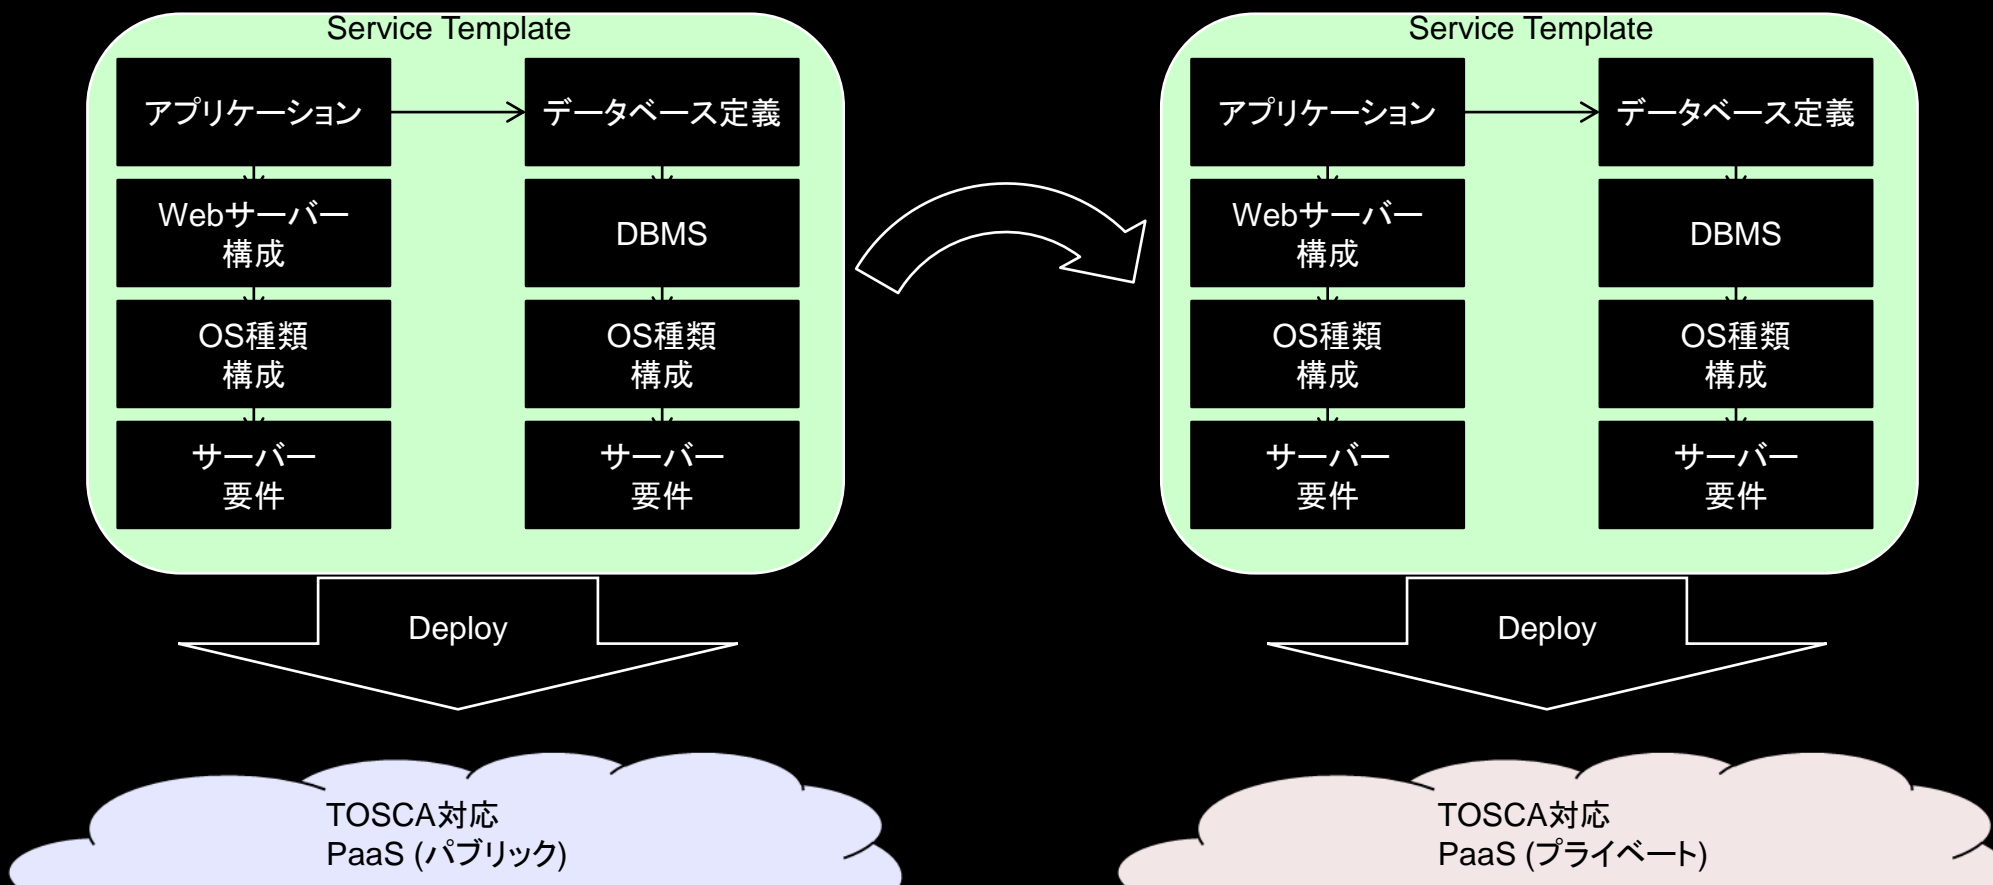 Service Template
アプリケーション
データベース定義
Webサーバー
構成
DBMS
OS種類
構成
OS種類
構成
サーバー
要件
サーバー
要件
Deploy
TOSCA対応
PaaS (パブリック)
Service Template
アプリケーション
データベース定義
Webサーバー
構成
DBMS
OS種類
構成
OS種類
構成
サーバー
要件
サーバー
要件
Deploy
TOSCA対応
PaaS (プライベート)